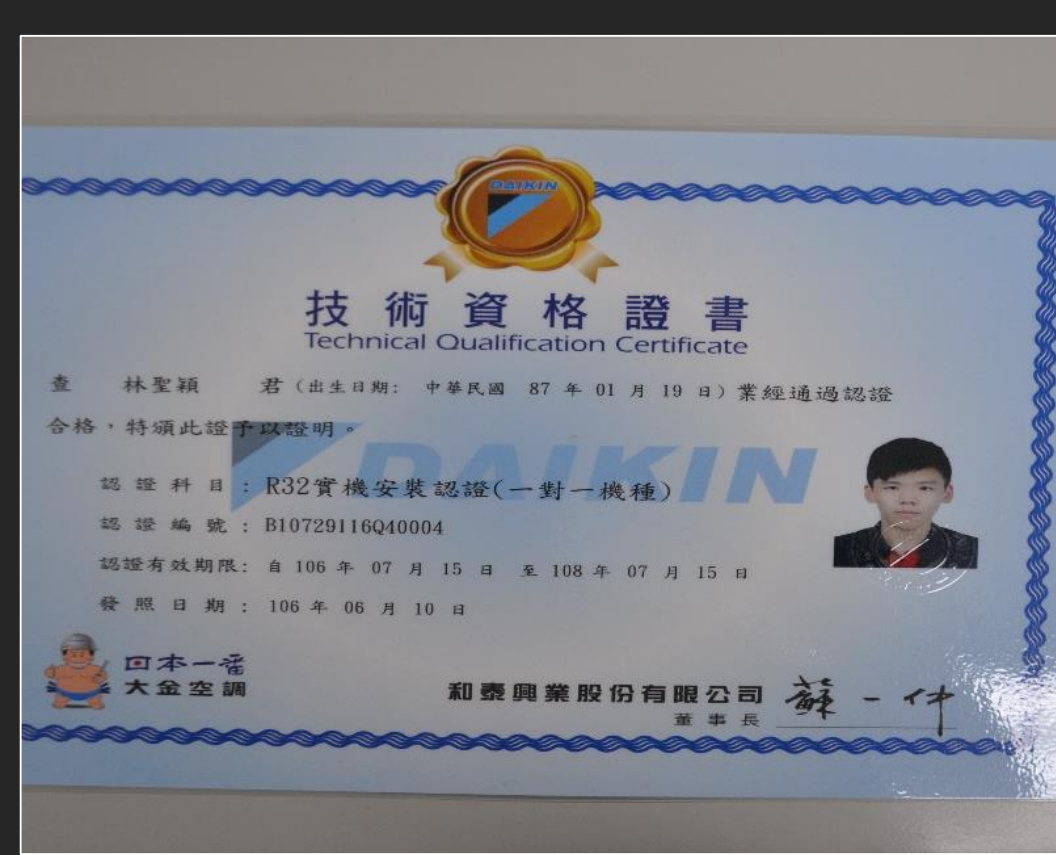 DAIKIN
技術資格證書
Technical Qualification Certificate
查 林聖穎 君(出生日期: 中華民國 87 年 01 月 19 日)業經通過認證
合格，特頒此證予以證明。
DAIKIN
認證科目:R32實機安裝認證(一對一機種)
認證編號:B10729116Q40004
認證有效期限:自 106 年 07 月 15 日 至 108 年 07 月 15 日
發照日期:106 年 06 月 10 日
日本一番
大金空調
和泰興業股份有限公司 蘇一仲
董事長